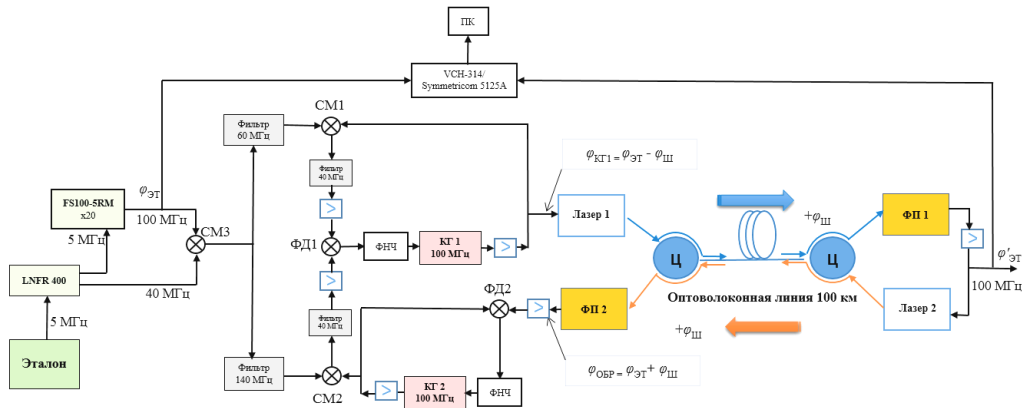 ПК
VCH-314/
Symmetricom 5125A
СМ1
Фильтр
60 МГц
φКГ1 = φЭТ - φШ
Фильтр
40 МГц
φЭТ
FS100-5RM
x20
100 МГц
Лазер 1
+φШ
ФП 1
>
>
5 МГц
СМ3
ФД1
ФНЧ
КГ 1
100 МГц
>
Ц
Ц
φ′ЭТ
100 МГц
LNFR 400
40 МГц
>
ФД2
>
ФП 2
Оптоволоконная линия 100 км
Лазер 2
5 МГц
Фильтр
40 МГц
+φШ
Эталон
Фильтр
140 МГц
СМ2
>
КГ 2
100 МГц
ФНЧ
φОБР = φЭТ+ φШ